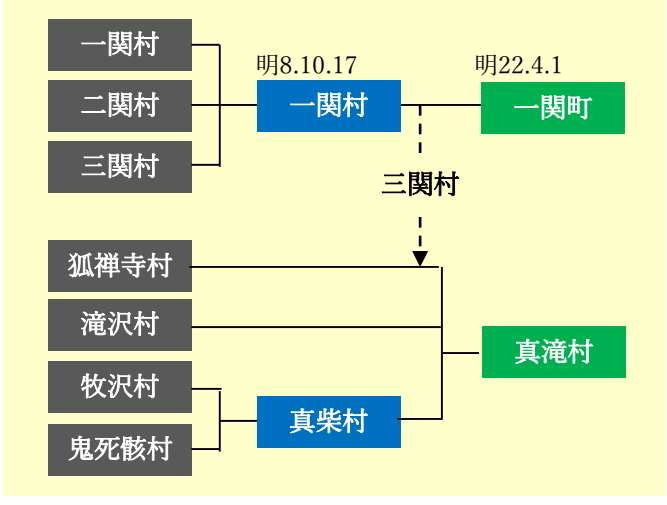 一関村
明8.10.17
明22.4.1
二関村
一関村
一関町
三関村
三関村
狐禅寺村
滝沢村
真滝村
牧沢村
真柴村
鬼死骸村